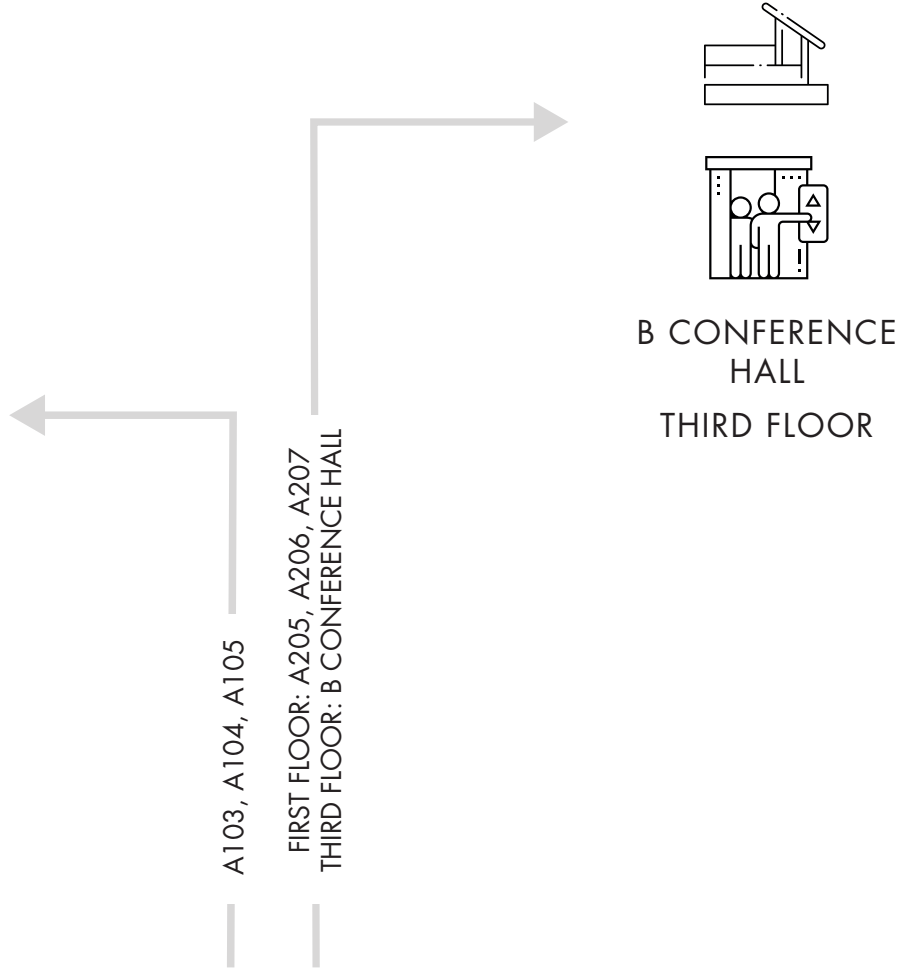 B CONFERENCE
HALL
THIRD FLOOR
A103, A104, A105
FIRST FLOOR: A205, A206, A207
THIRD FLOOR: B CONFERENCE HALL